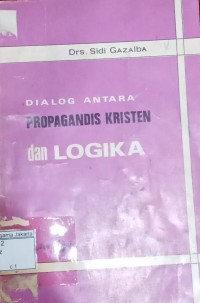 Drs. Sidi GAZALBA
DIALOG ANTARA
PROPAGANDIS KRISTEN
dan LOGIKA